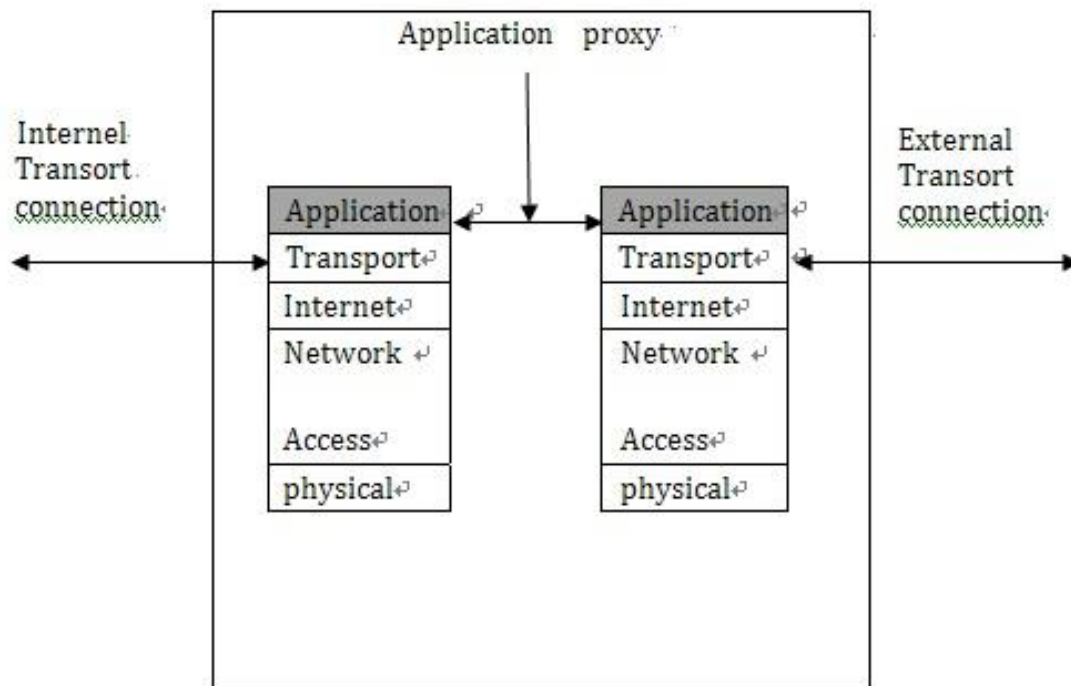 Application proxy
Internel
Transort
connection
External
Transort
connection
Application
Transport
Internet
Network
Access
physical
Application
Transport
Internet
Network
Access
physical